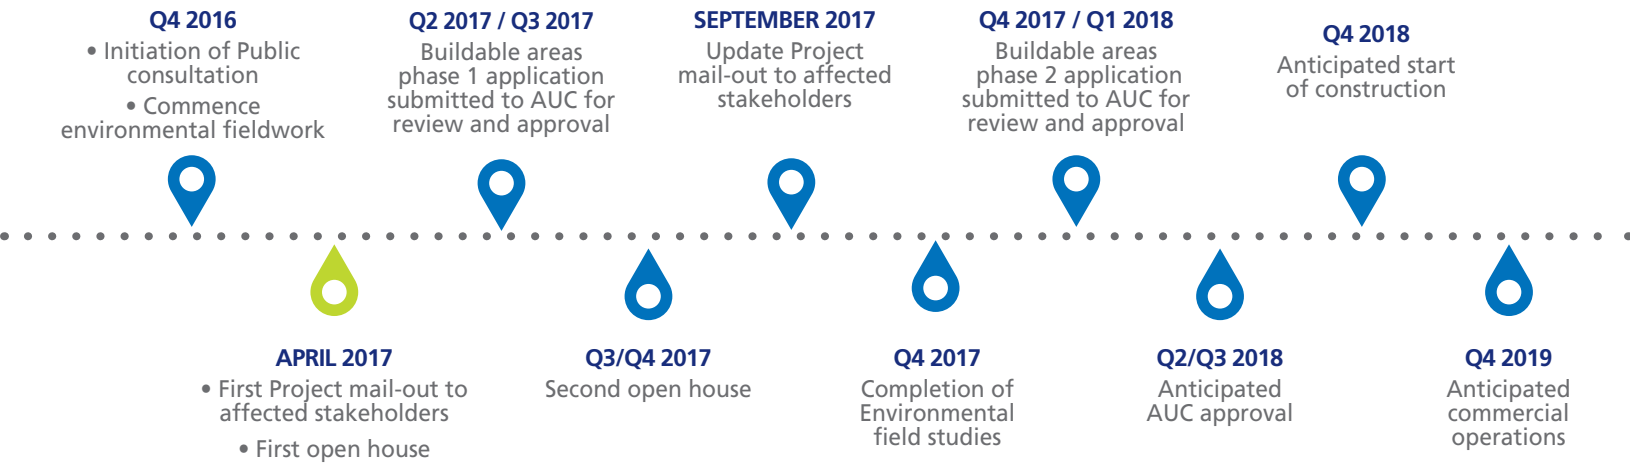 Q4 2016
• Initiation of Public
consultation
• Commence
environmental fieldwork
Q2 2017 / Q3 2017
Buildable areas
phase 1 application
submitted to AUC for
review and approval
SEPTEMBER 2017
Update Project
mail-out to affected
stakeholders
Q4 2017 / Q1 2018
Buildable areas
phase 2 application
submitted to AUC for
review and approval
Q4 2018
Anticipated start
of construction
APRIL 2017
• First Project mail-out to
affected stakeholders
• First open house
Q3/Q4 2017
Second open house
Q4 2017
Completion of
Environmental
field studies
Q2/Q3 2018
Anticipated
AUC approval
Q4 2019
Anticipated
commercial
operations